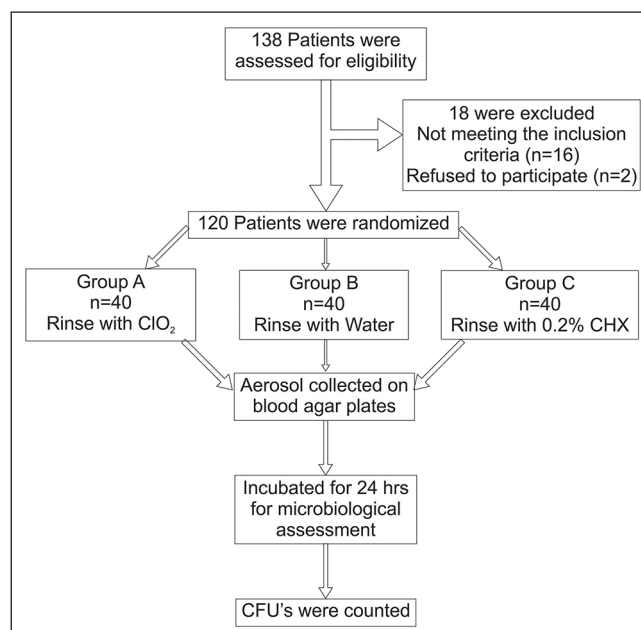 138 Patients were
assessed for eligibility
18 were excluded
Not meeting the inclusion
criteria (n=16)
Refused to participate (n=2)
120 Patients were randomized
Group A
n=40
Rinse with ClO₂
Group B
n=40
Rinse with Water
Group C
n=40
Rinse with 0.2% CHX
Aerosol collected on
blood agar plates
Incubated for 24 hrs
for microbiological
assessment
CFU's were counted